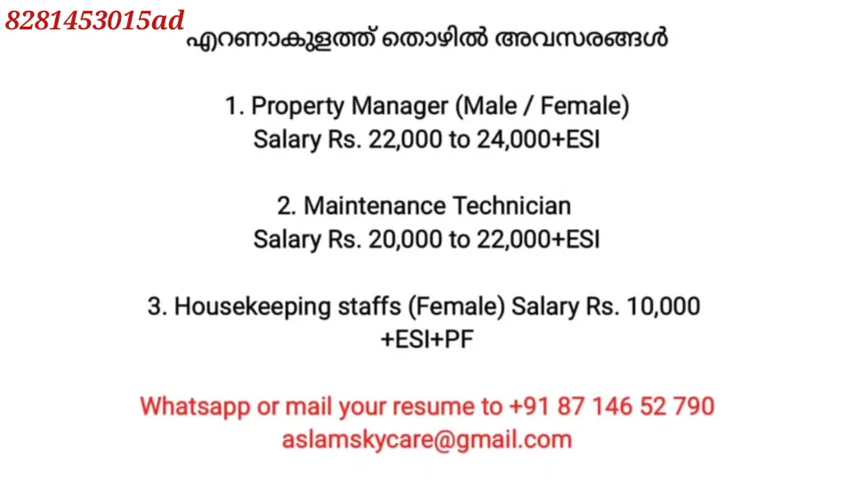 8281453015ad
എറണാകുളത്ത് തൊഴിൽ അവസരങ്ങൾ
1. Property Manager (Male / Female)
Salary Rs. 22,000 to 24,000+ESI
2. Maintenance Technician
Salary Rs. 20,000 to 22,000+ESI
3. Housekeeping staffs (Female) Salary Rs. 10,000
+ESI+PF
Whatsapp or mail your resume to +91 87 146 52 790
aslamskycare@gmail.com